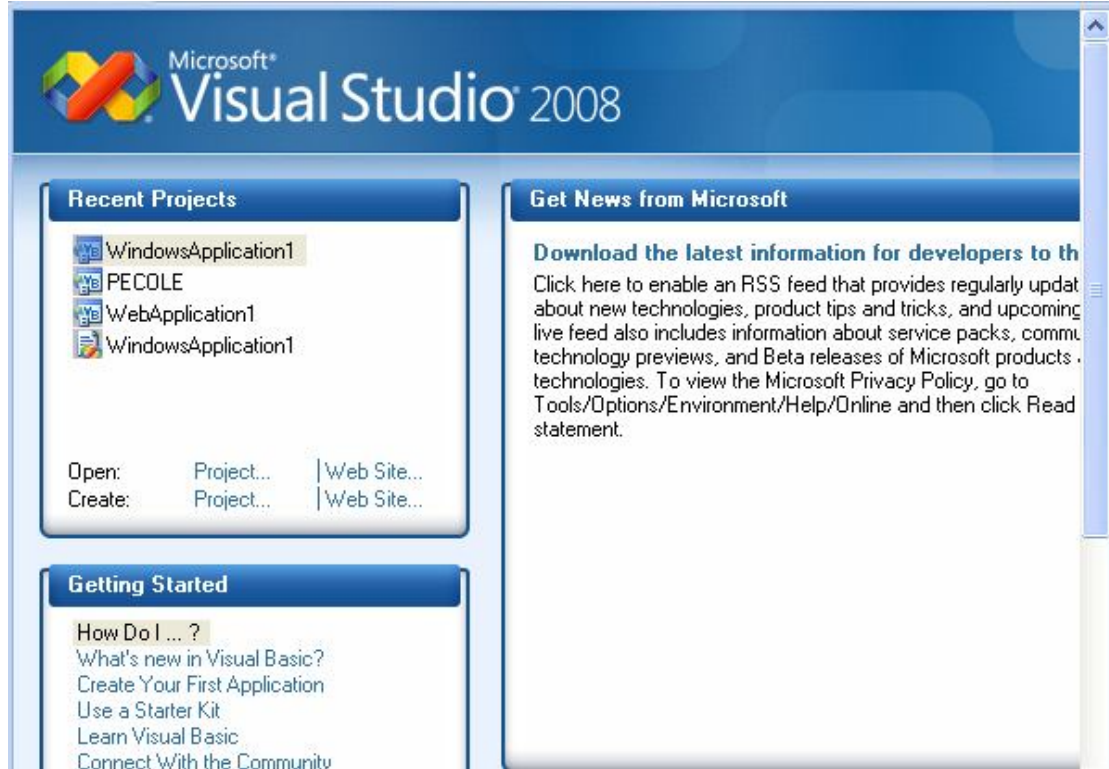 Microsoft®
Visual Studio® 2008
Recent Projects
WindowsApplication1
PECOLE
WebApplication1
WindowsApplication1
Open: Project... | Web Site...
Create: Project... | Web Site...
Getting Started
How Do I ... ?
What's new in Visual Basic?
Create Your First Application
Use a Starter Kit
Learn Visual Basic
Connect With the Community
Get News from Microsoft
Download the latest information for developers to th
Click here to enable an RSS feed that provides regularly updat
about new technologies, product tips and tricks, and upcoming
live feed also includes information about service packs, commu
technology previews, and Beta releases of Microsoft products
technologies. To view the Microsoft Privacy Policy, go to
Tools/Options/Environment/Help/Online and then click Read
statement.